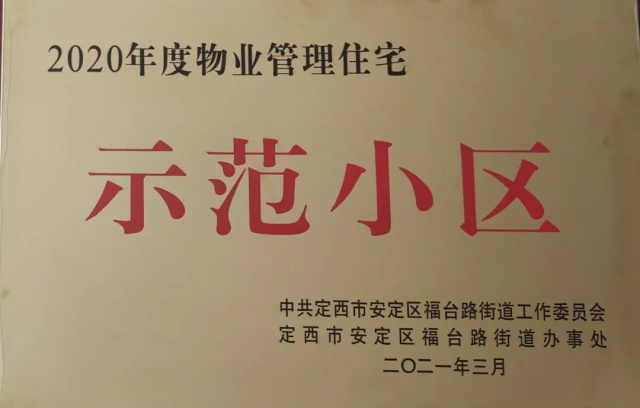 2020年度物业管理住宅
示范小区
中共定西市安定区福台路街道工作委员会
定西市安定区福台路街道办事处
二〇二一年三月